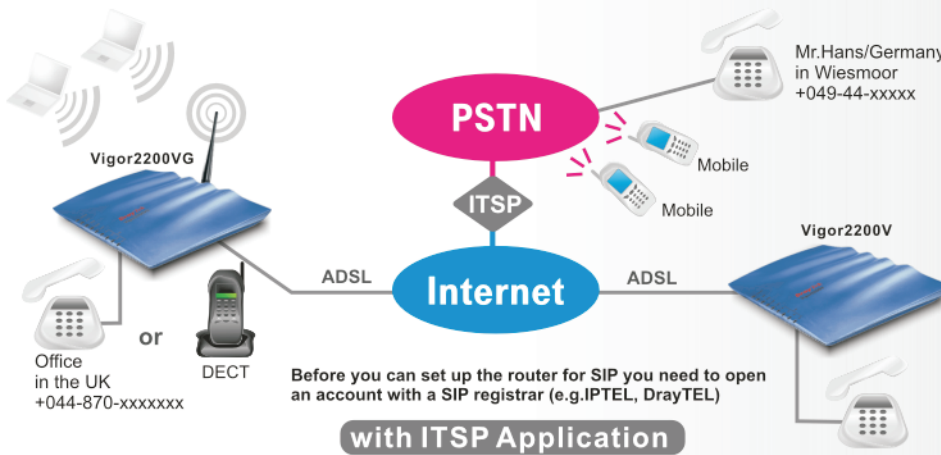 Mr.Hans/Germany
in Wiesmoor
+049-44-xxxxx
PSTN
Vigor2200VG
Mobile
ITSP
Mobile
Vigor2200V
ADSL
Internet
ADSL
or
Office
in the UK
+044-870-xxxxxxx
DECT
Before you can set up the router for SIP you need to open
an account with a SIP registrar (e.g.IPTEL, DrayTEL)
with ITSP Application